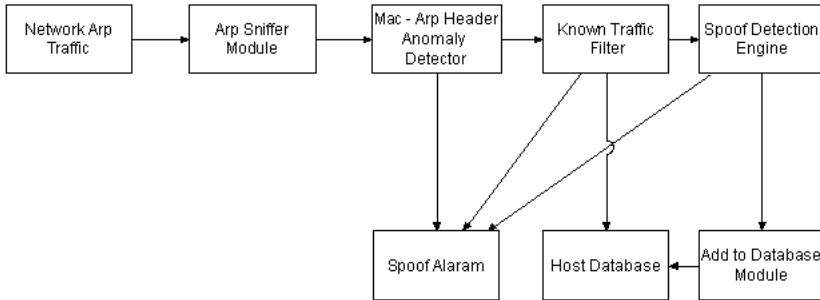 Network Arp
Traffic
Arp Sniffer
Module
Mac - Arp Header
Anomaly
Detector
Known Traffic
Filter
Spoof Detection
Engine
Spoof Alaram
Host Database
Add to Database
Module